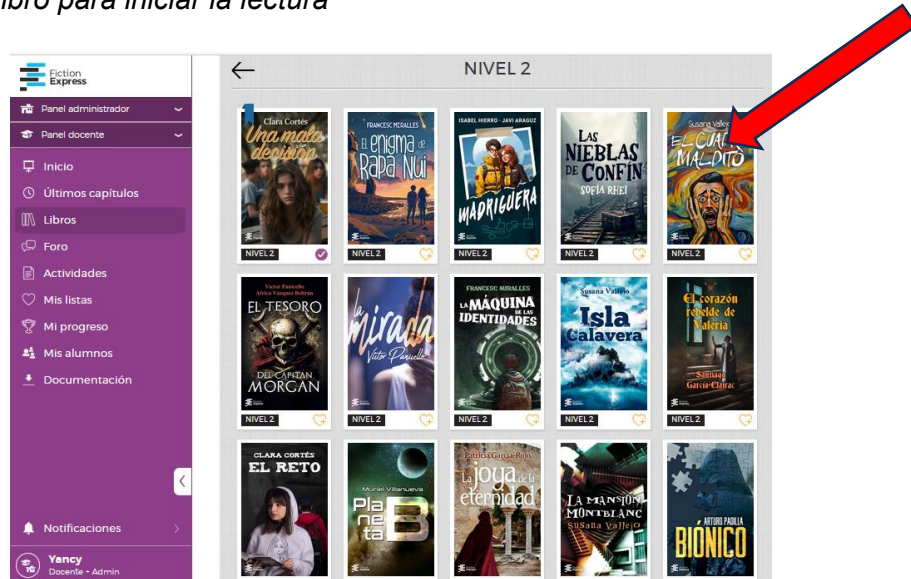 libro para iniciar la lectura
Fiction
Express
Panel administrador
Panel docente
Inicio
Últimos capítulos
Libros
Foro
Actividades
Mis listas
Mi progreso
Mis alumnos
Documentación
Notificaciones
Yancy
Docente + Admin
NIVEL 2
Clara Cortés
Una mala
decisión
NIVEL 2
FRANCESC MIRALLES
EL ENIGMA DE
RAPA NUI
NIVEL 2
ISABEL HIERRO · JAVI ARAGUZ
MADRIGUERA
NIVEL 2
LAS
NIEBLAS
DE CONFÍN
SOFÍA RHEI
NIVEL 2
Susana Vallejo
EL CUADRO
MALDITO
NIVEL 2
Víctor Panicello
África Vázquez Beltrán
EL TESORO
DEL CAPITÁN
MORGAN
NIVEL 2
la
mirada
Víctor Panicello
NIVEL 2
FRANCESC MIRALLES
LA MÁQUINA
DE LAS
IDENTIDADES
NIVEL 2
Susana Vallejo
Isla
Calavera
NIVEL 2
El corazón
rebelde de
Valeria
Santiago
García-Clairac
NIVEL 2
CLARA CORTÉS
EL RETO
Muriel Villanueva
Pla
ne
ta B
Patricia García-Rojo
La joya de la
eternidad
LA MANSIÓN
MONTBLANC
Susana Vallejo
ARTURO PADILLA
BIÓNICO